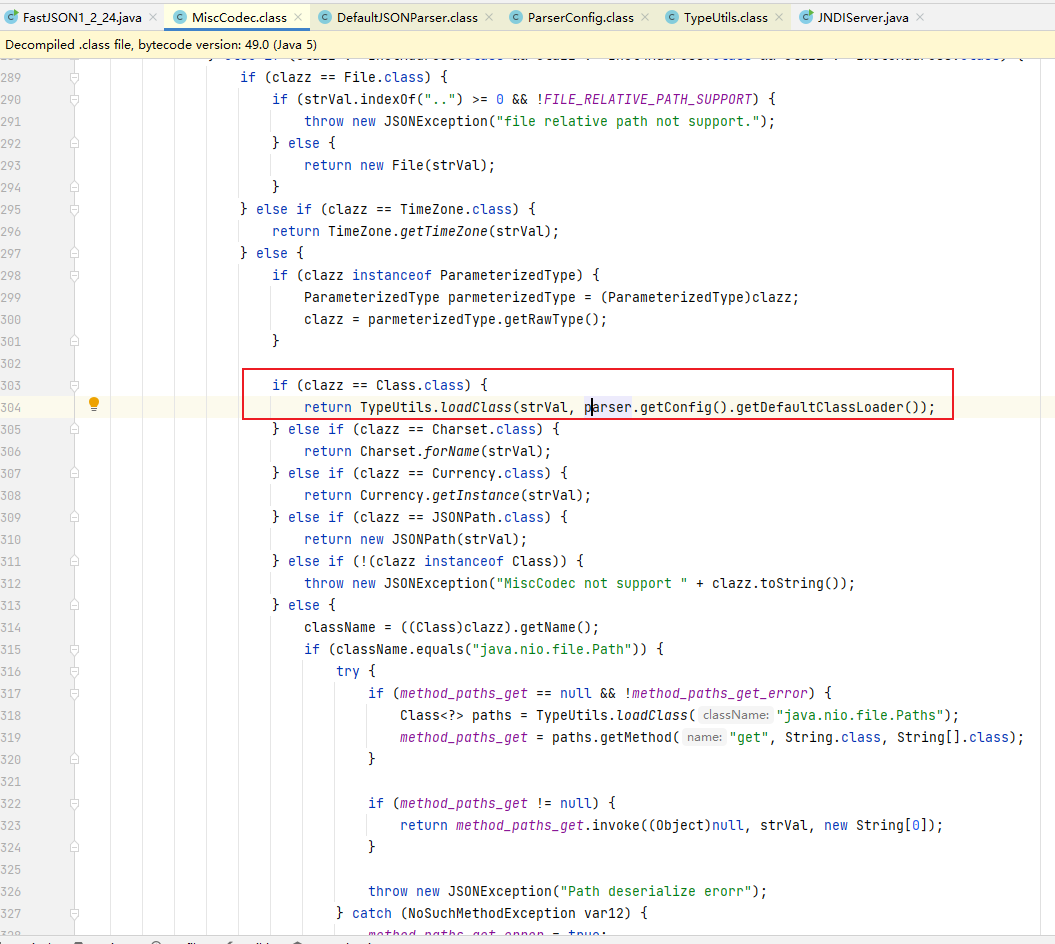 FastJSON1_2_24.java MiscCodec.class DefaultJSONParser.class ParserConfig.class TypeUtils.class JNDIServer.java
Decompiled .class file, bytecode version: 49.0 (Java 5)
289 if (clazz == File.class) {
290 if (strVal.indexOf("..") >= 0 && !FILE_RELATIVE_PATH_SUPPORT) {
291 throw new JSONException("file relative path not support.");
292 } else {
293 return new File(strVal);
294 }
295 } else if (clazz == TimeZone.class) {
296 return TimeZone.getTimeZone(strVal);
297 } else {
298 if (clazz instanceof ParameterizedType) {
299 ParameterizedType parmeterizedType = (ParameterizedType)clazz;
300 clazz = parmeterizedType.getRawType();
301 }
302
303 if (clazz == Class.class) {
304 return TypeUtils.loadClass(strVal, parser.getConfig().getDefaultClassLoader());
305 } else if (clazz == Charset.class) {
306 return Charset.forName(strVal);
307 } else if (clazz == Currency.class) {
308 return Currency.getInstance(strVal);
309 } else if (clazz == JSONPath.class) {
310 return new JSONPath(strVal);
311 } else if (!(clazz instanceof Class)) {
312 throw new JSONException("MiscCodec not support " + clazz.toString());
313 } else {
314 className = ((Class)clazz).getName();
315 if (className.equals("java.nio.file.Path")) {
316 try {
317 if (method_paths_get == null && !method_paths_get_error) {
318 Class<?> paths = TypeUtils.loadClass( className: "java.nio.file.Paths");
319 method_paths_get = paths.getMethod( name: "get", String.class, String[].class);
320 }
321
322 if (method_paths_get != null) {
323 return method_paths_get.invoke((Object)null, strVal, new String[0]);
324 }
325
326 throw new JSONException("Path deserialize erorr");
327 } catch (NoSuchMethodException var12) {
method_paths_get_error = true;